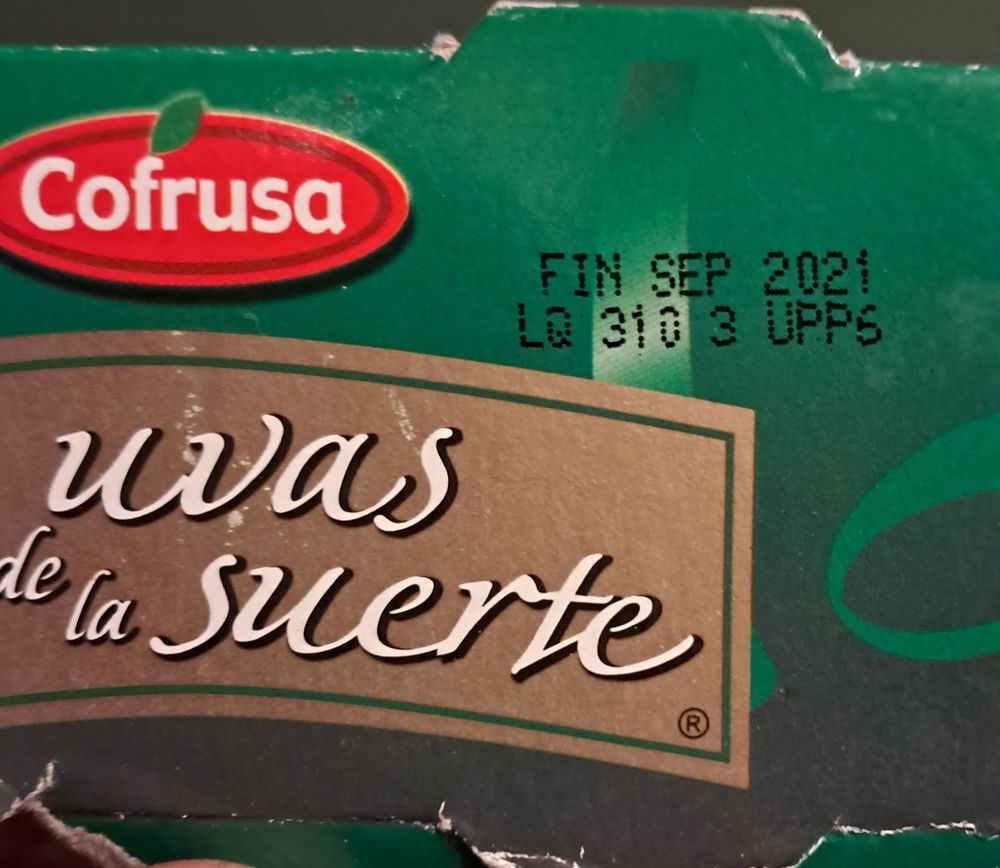 Cofrusa
FIN SEP 2021
LQ 310 3 UPP6
uvas
de la suerte
®